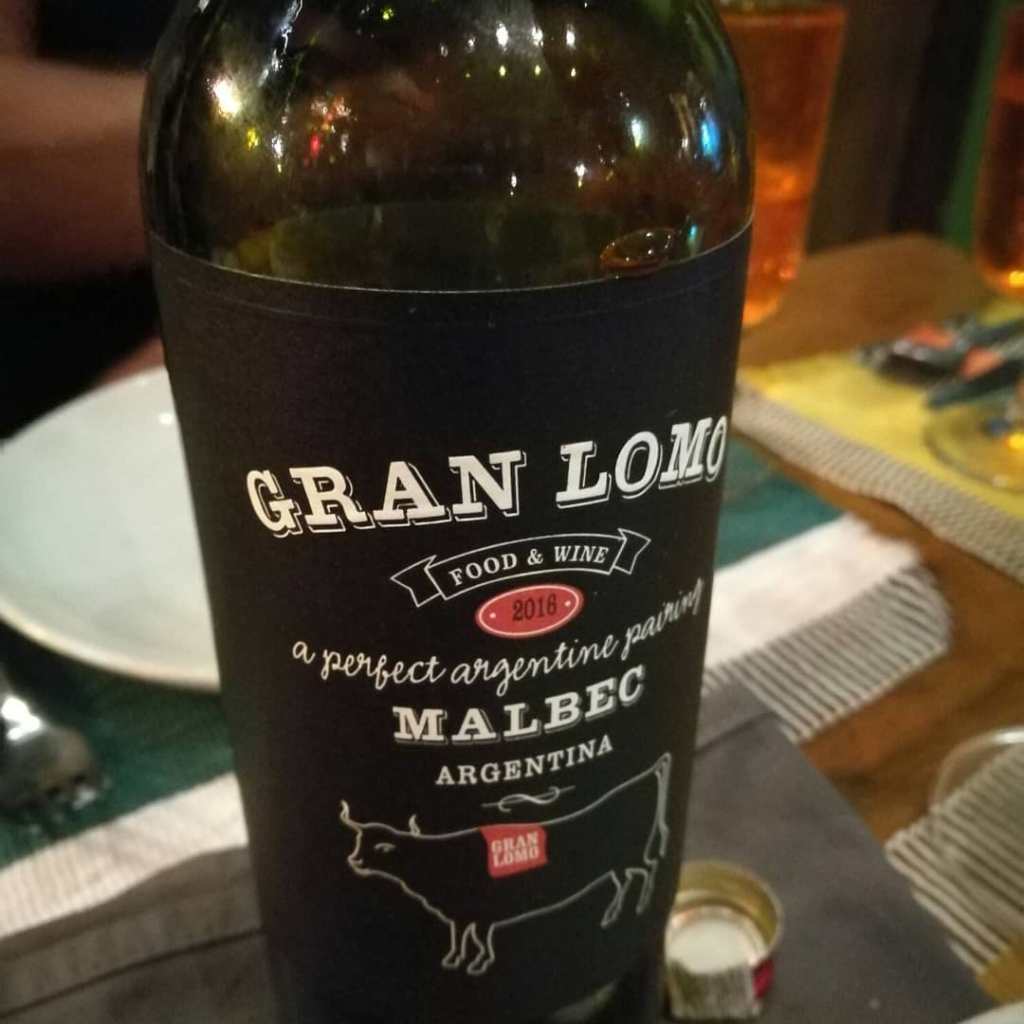 GRAN LOMO
FOOD & WINE
2016
a perfect argentine pairing
MALBEC
ARGENTINA
GRAN
LOMO